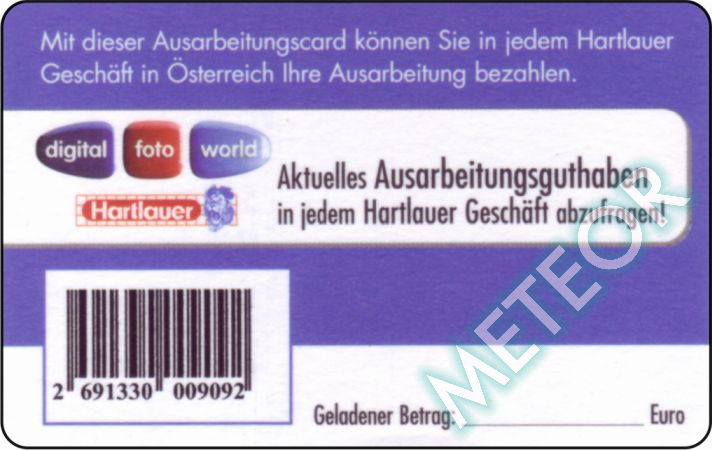 Mit dieser Ausarbeitungscard können Sie in jedem Hartlauer
Geschäft in Österreich Ihre Ausarbeitung bezahlen.
digital foto world
Hartlauer
Aktuelles Ausarbeitungsguthaben
in jedem Hartlauer Geschäft abzufragen!
METEOR
2 691330 009092
Geladener Betrag: Euro